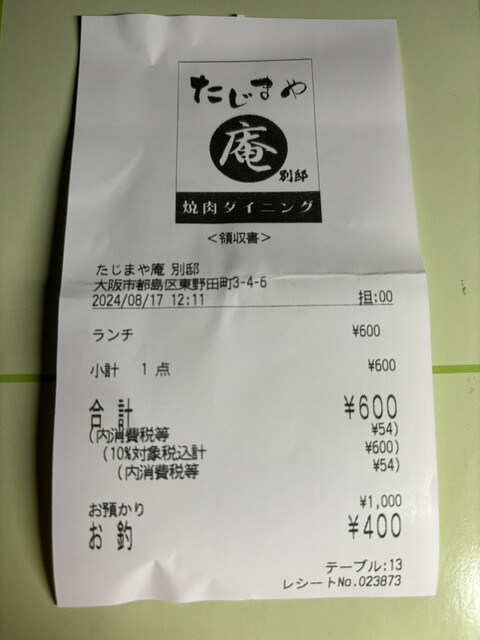 たじまや
庵
別邸
焼肉ダイニング
<領収書>
たじまや庵 別邸
大阪市都島区東野田町3-4-6
2024/08/17 12:11 担:00
ランチ ¥600
小計 1 点 ¥600
合 計 ¥600
(内消費税等 ¥54)
(10%対象税込計 ¥600)
(内消費税等 ¥54)
お預かり ¥1,000
お 釣 ¥400
テーブル:13
レシートNo.023873